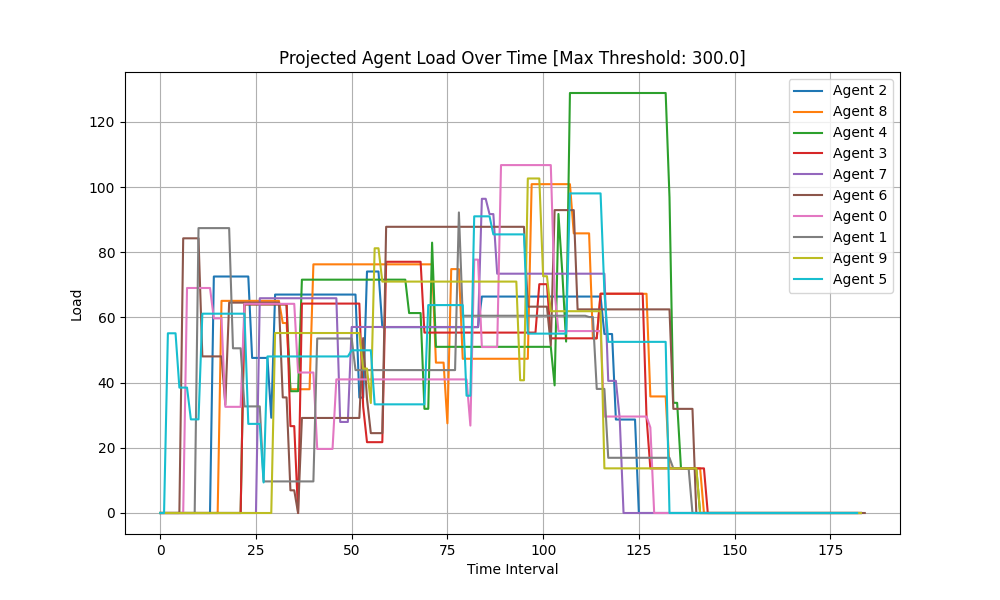 Projected Agent Load Over Time [Max Threshold: 300.0]
Load
120
100
80
60
40
20
0
0
25
50
75
100
125
150
175
Time Interval
Agent 2
Agent 8
Agent 4
Agent 3
Agent 7
Agent 6
Agent 0
Agent 1
Agent 9
Agent 5